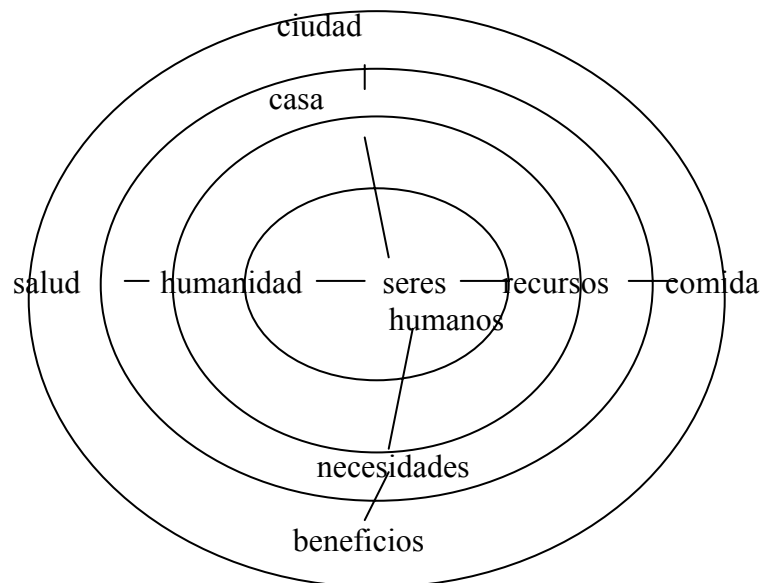 ciudad
casa
salud humanidad seres recursos comida
humanos
necesidades
beneficios